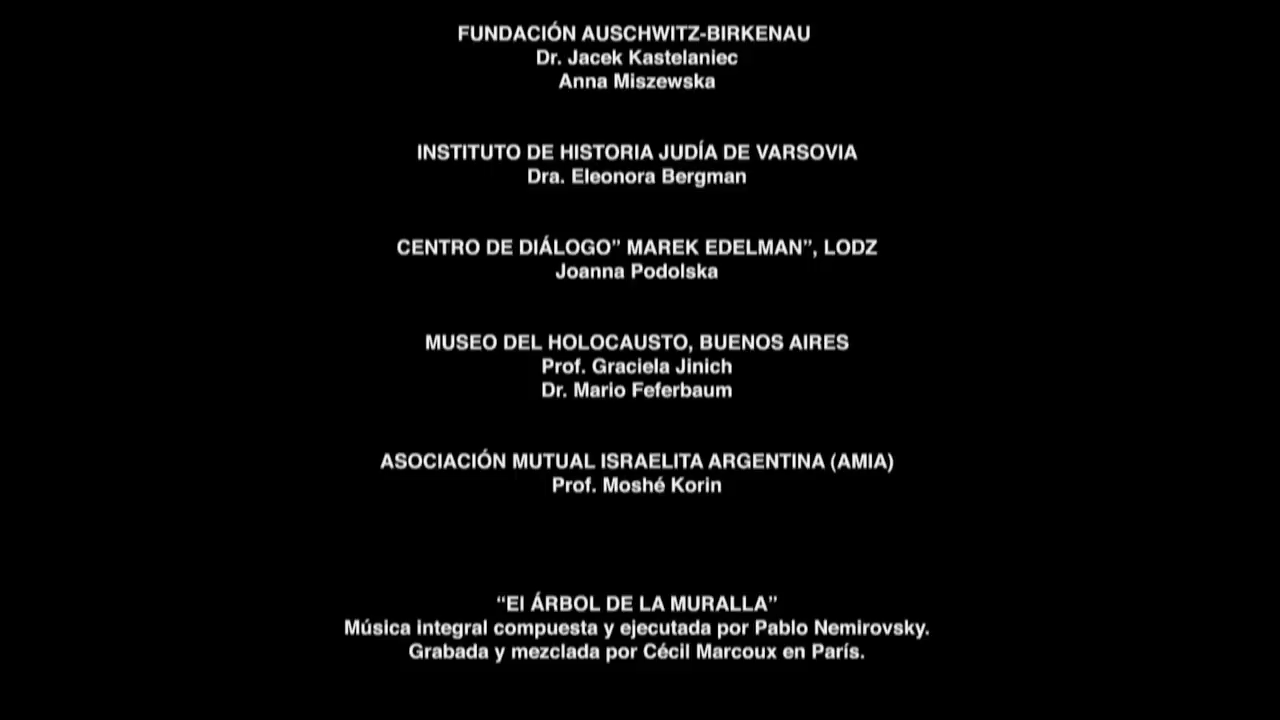 FUNDACIÓN AUSCHWITZ-BIRKENAU
Dr. Jacek Kastelaniec
Anna Miszewska
INSTITUTO DE HISTORIA JUDÍA DE VARSOVIA
Dra. Eleonora Bergman
CENTRO DE DIÁLOGO” MAREK EDELMAN”, LODZ
Joanna Podolska
MUSEO DEL HOLOCAUSTO, BUENOS AIRES
Prof. Graciela Jinich
Dr. Mario Feferbaum
ASOCIACIÓN MUTUAL ISRAELITA ARGENTINA (AMIA)
Prof. Moshé Korin
“El ÁRBOL DE LA MURALLA”
Música integral compuesta y ejecutada por Pablo Nemirovsky.
Grabada y mezclada por Cécil Marcoux en París.